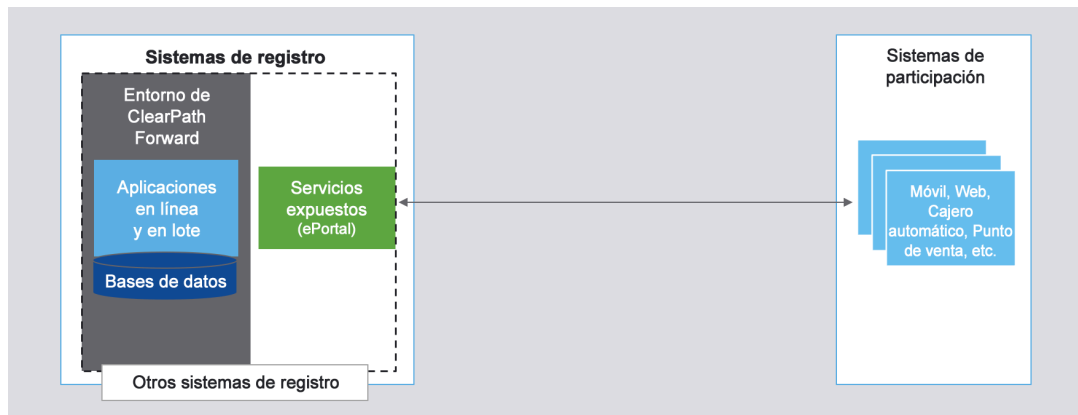 Sistemas de registro
Entorno de
ClearPath
Forward
Aplicaciones
en línea
y en lote
Bases de datos
Servicios
expuestos
(ePortal)
Otros sistemas de registro
Sistemas de
participación
Móvil, Web,
Cajero
automático, Punto
de venta, etc.